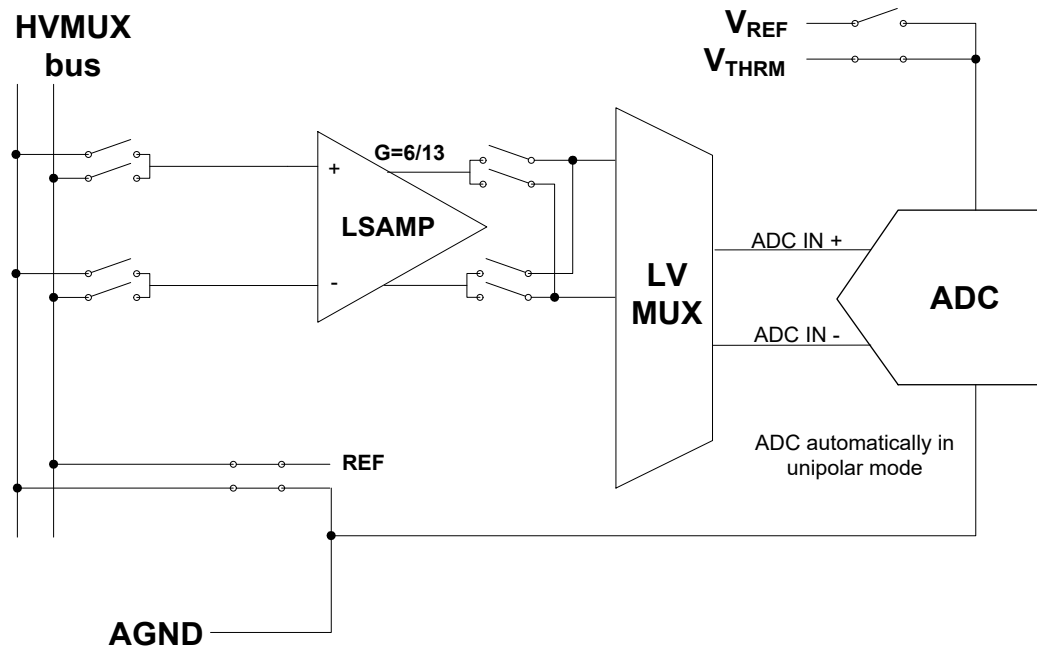 HVMUX
bus
VREF
VTHRM
G=6/13
+
LSAMP
-
LV
MUX
ADC IN +
ADC IN -
ADC
REF
ADC automatically in
unipolar mode
AGND